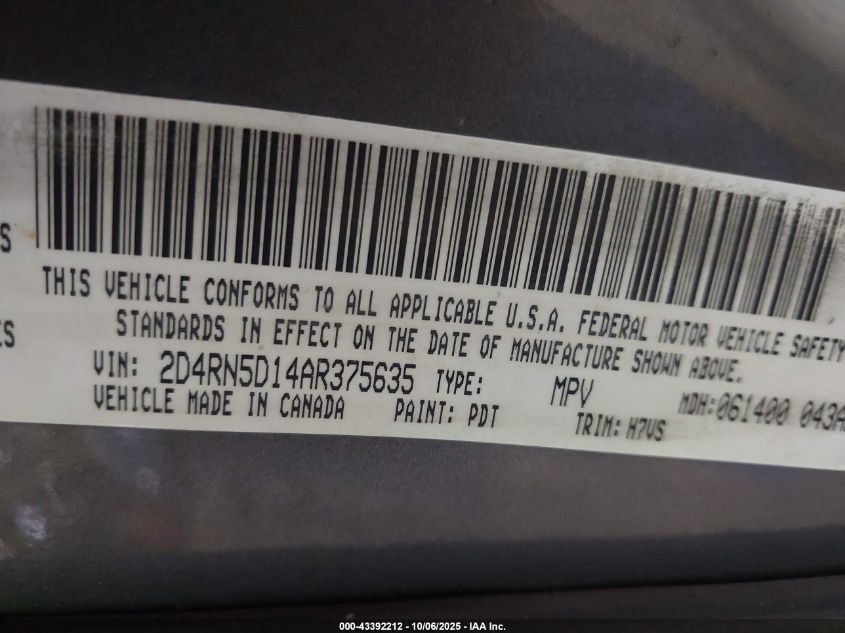 S
ES
THIS VEHICLE CONFORMS TO ALL APPLICABLE U.S.A. FEDERAL MOTOR VEHICLE SAFETY
STANDARDS IN EFFECT ON THE DATE OF MANUFACTURE SHOWN ABOVE.
VIN: 2D4RN5D14AR375635 TYPE: MPV MDH:061400 043A
VEHICLE MADE IN CANADA PAINT: PDT TRIM: H7VS
000-43392212 - 10/06/2025 - IAA Inc.